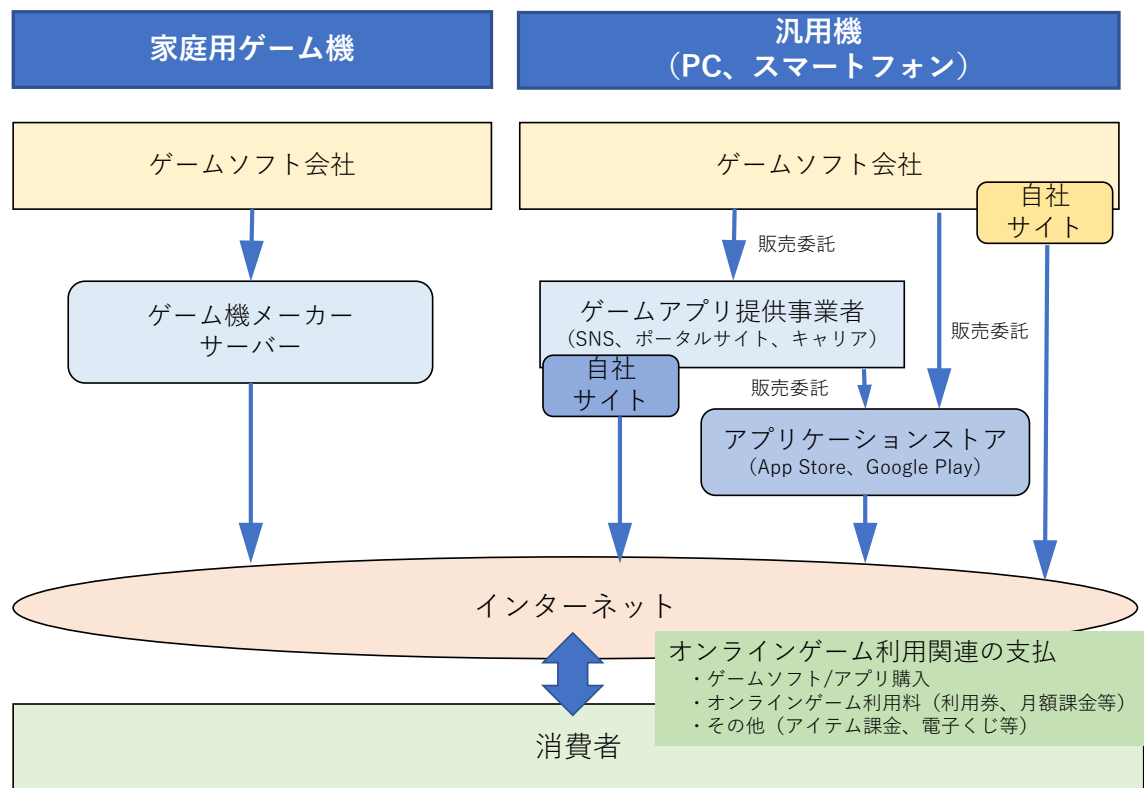 家庭用ゲーム機
汎用機
（PC、スマートフォン）
ゲームソフト会社
ゲームソフト会社
自社
サイト
販売委託
ゲーム機メーカー
サーバー
ゲームアプリ提供事業者
（SNS、ポータルサイト、キャリア）
販売委託
自社
サイト
販売委託
アプリケーションストア
（App Store、Google Play）
インターネット
オンラインゲーム利用関連の支払
・ゲームソフト/アプリ購入
・オンラインゲーム利用料（利用券、月額課金等）
・その他（アイテム課金、電子くじ等）
消費者